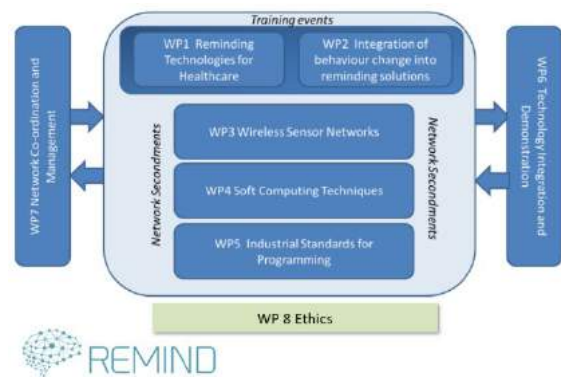 Training events
WP1 Reminding
Technologies for
Healthcare
WP2 Integration of
behaviour change into
reminding solutions
WP7 Network Co-ordination and
Management
Network Secondments
WP3 Wireless Sensor Networks
WP4 Soft Computing Techniques
WP5 Industrial Standards for
Programming
Network Secondments
WP6 Technology Integration and
Demonstration
WP 8 Ethics
REMIND